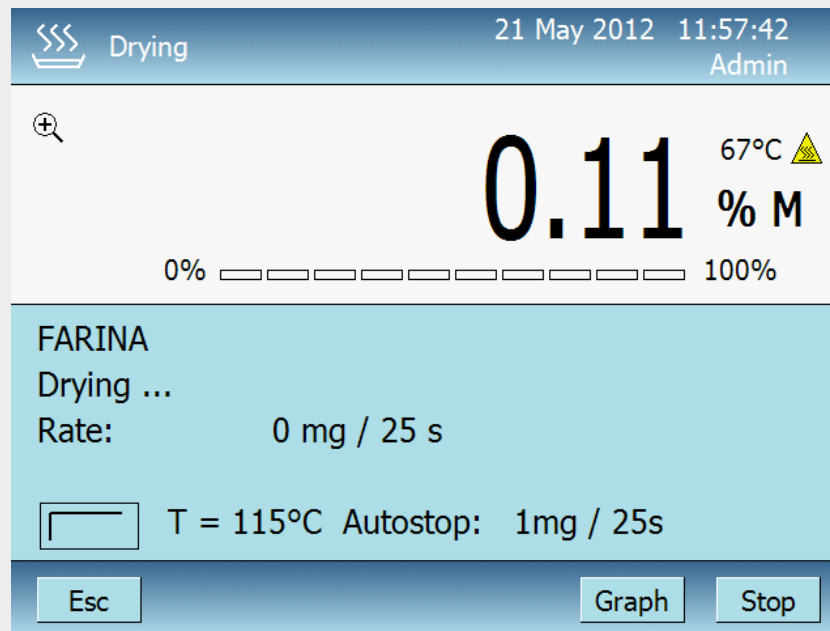 Drying
21 May 2012 11:57:42
Admin
0.11
67°C
% M
0%
100%
FARINA
Drying ...
Rate: 0 mg / 25 s
T = 115°C Autostop: 1mg / 25s
Esc
Graph
Stop